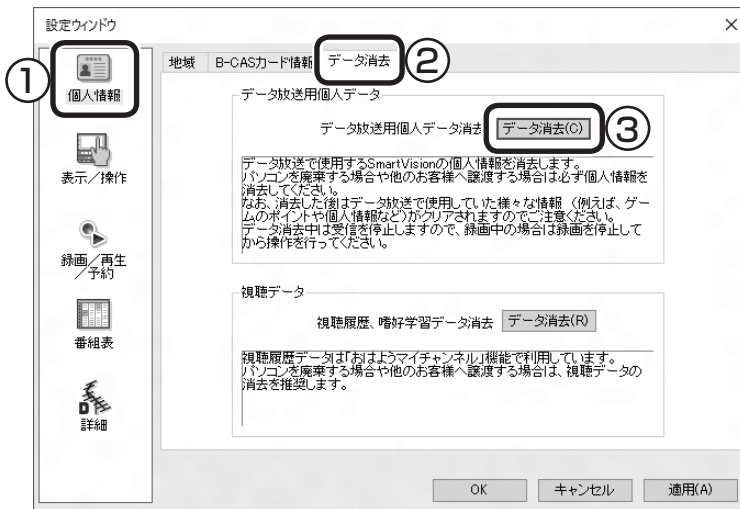 設定ウィンドウ
①
個人情報
表示／操作
録画／再生
／予約
番組表
詳細
地域 B-CASカード情報 データ消去 ②
データ放送用個人データ
データ放送用個人データ消去 データ消去(C) ③
データ放送で使用するSmartVisionの個人情報を消去します。
パソコンを廃棄する場合や他のお客様へ譲渡する場合は必ず個人情報を
消去してください。
なお、消去した後はデータ放送で使用していた様々な情報（例えば、ゲー
ムのポイントや個人情報など）がクリアされますのでご注意ください。
データ消去中は受信を停止しますので、録画中の場合は録画を停止して
から操作を行ってください。
視聴データ
視聴履歴、嗜好学習データ消去 データ消去(R)
視聴履歴データは「おはようマイチャンネル」機能で利用しています。
パソコンを廃棄する場合や他のお客様へ譲渡する場合は、視聴データの
消去を推奨します。
OK キャンセル 適用(A)